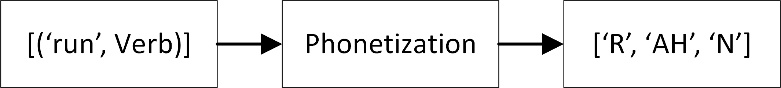 [(‘run’, Verb)]
Phonetization
[‘R’, ‘AH’, ‘N’]